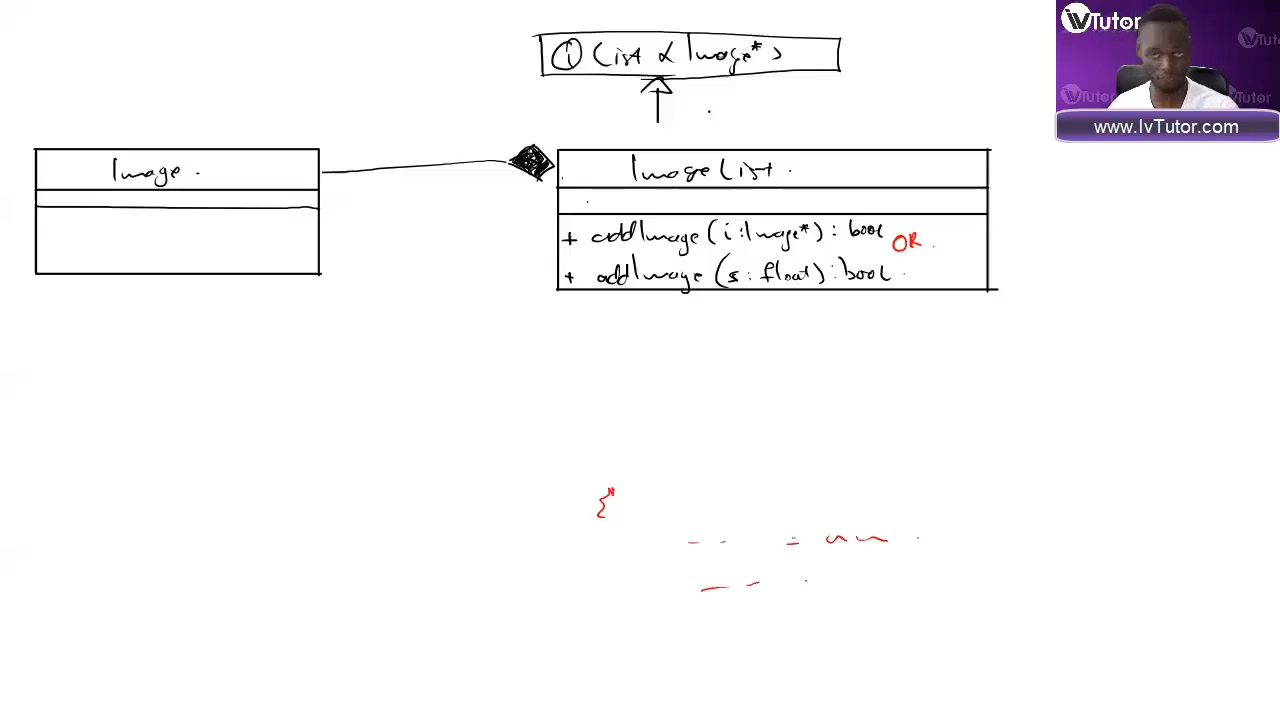 ① List < Image* >
IvTutor
www.IvTutor.com
Image .
ImageList .
+ addImage (i : Image*) : bool OR
+ addImage (s : float) : bool .
{